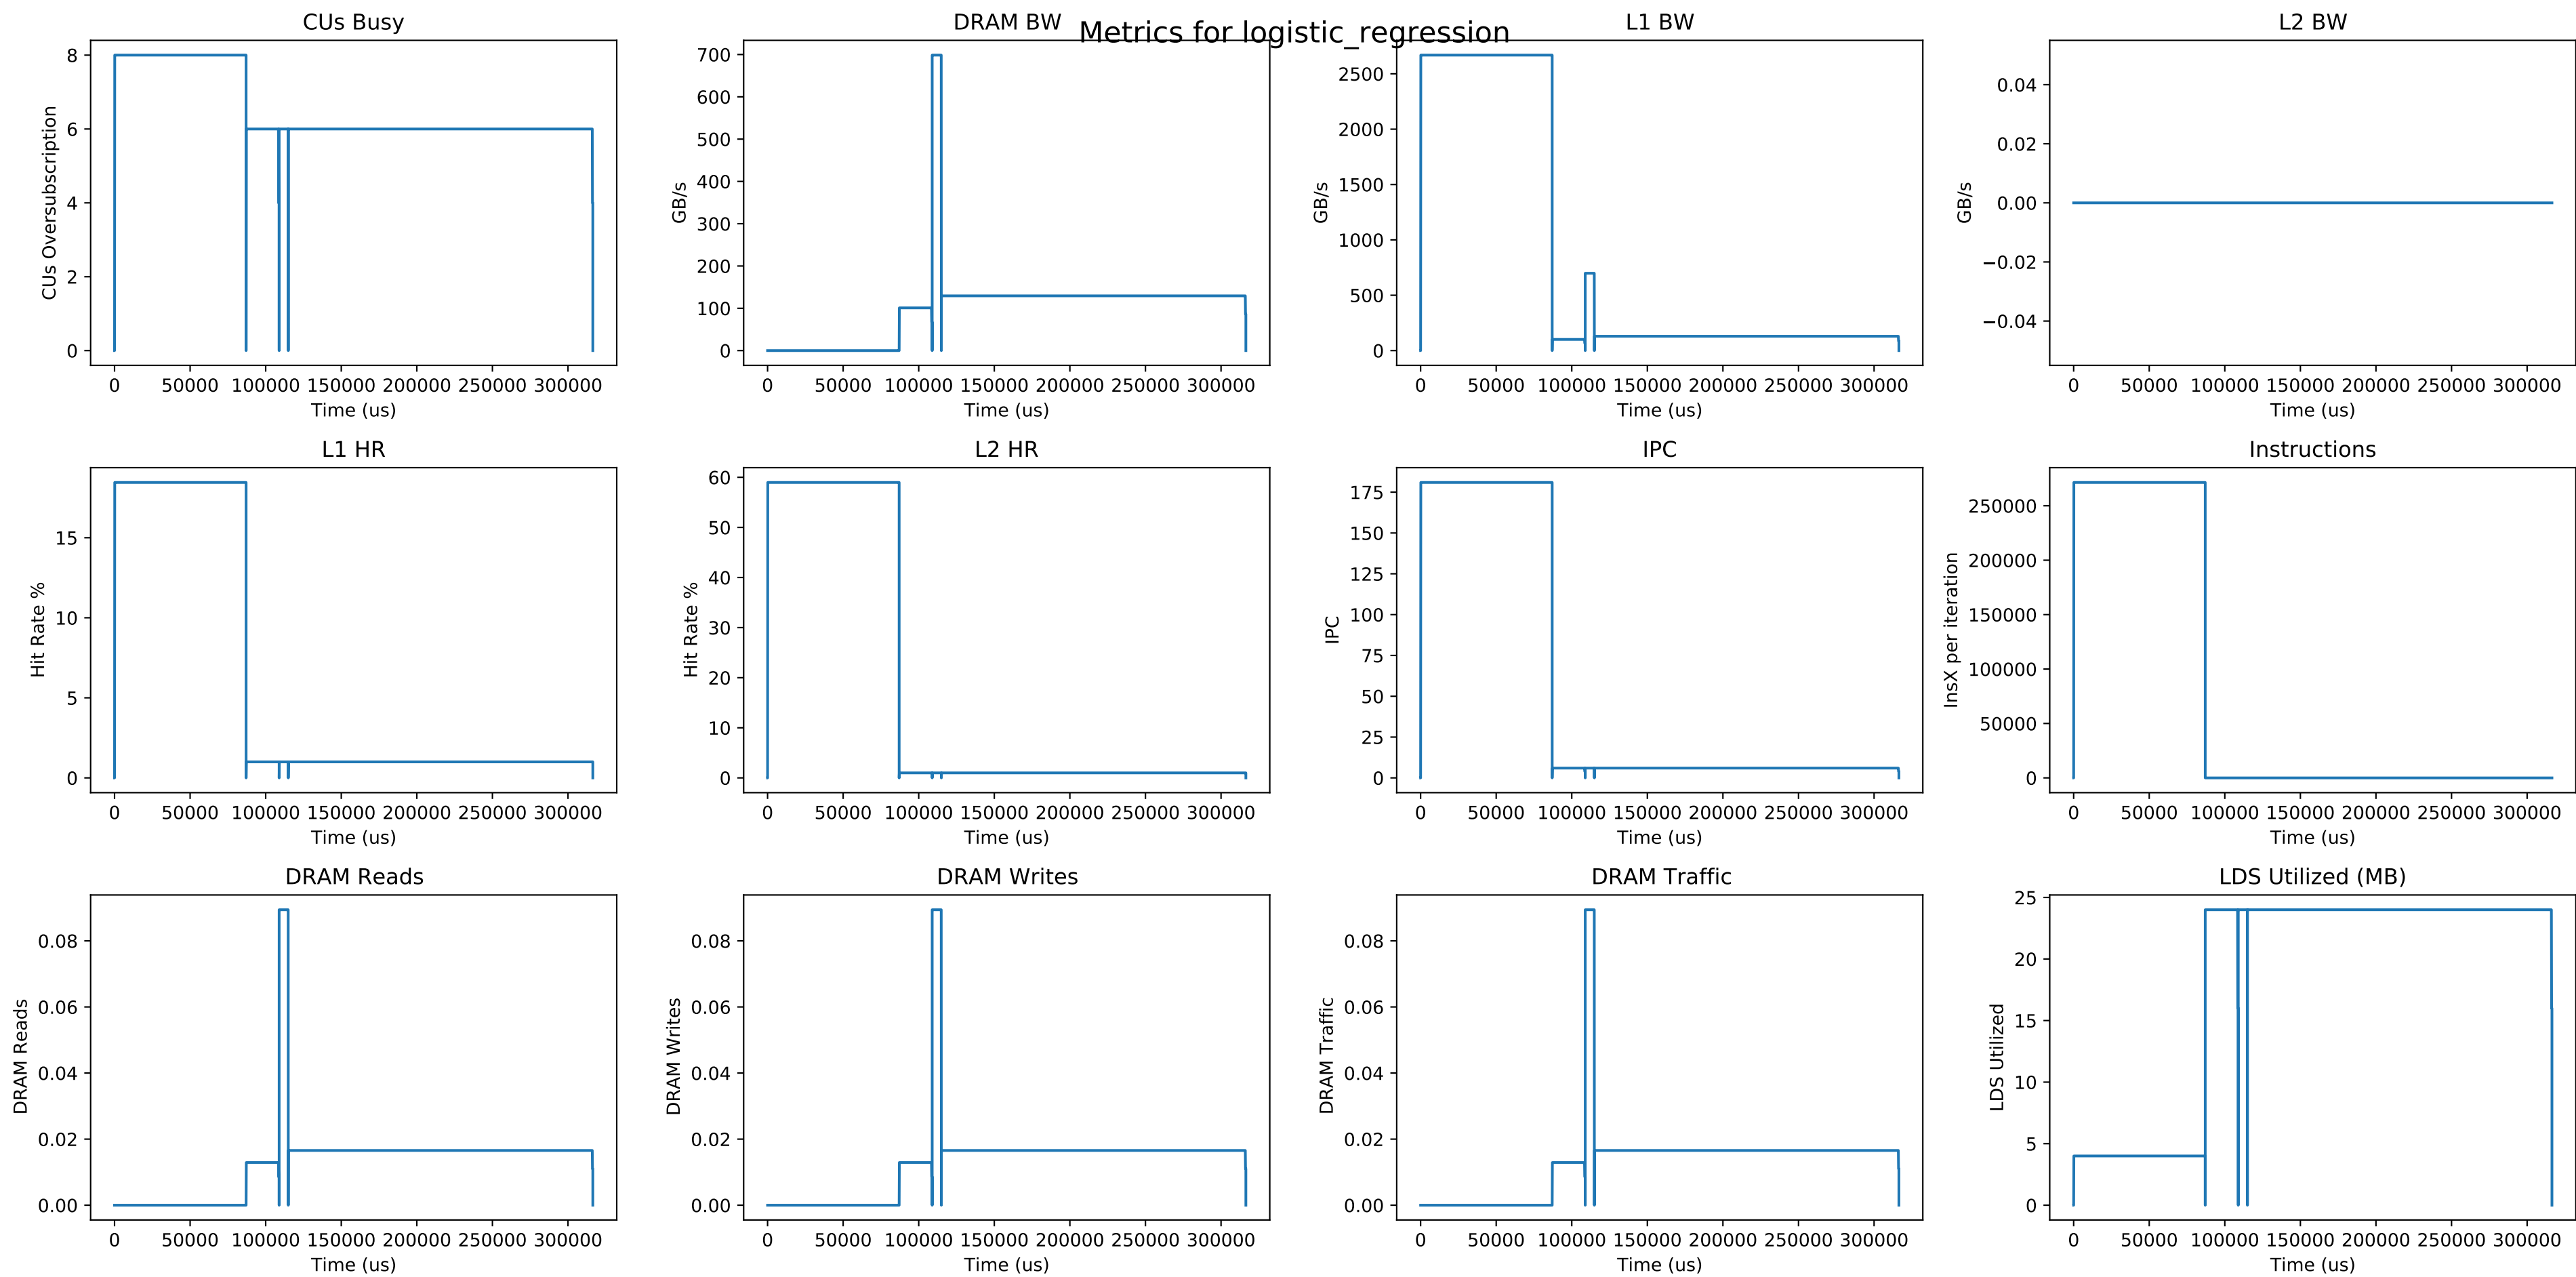 Metrics for logistic_regression
CUs Busy
CUs Oversubscription
8
6
4
2
0
0 50000 100000 150000 200000 250000 300000
Time (us)
DRAM BW
GB/s
700
600
500
400
300
200
100
0
0 50000 100000 150000 200000 250000 300000
Time (us)
L1 BW
GB/s
2500
2000
1500
1000
500
0
0 50000 100000 150000 200000 250000 300000
Time (us)
L2 BW
GB/s
0.04
0.02
0.00
−0.02
−0.04
0 50000 100000 150000 200000 250000 300000
Time (us)
L1 HR
Hit Rate %
15
10
5
0
0 50000 100000 150000 200000 250000 300000
Time (us)
L2 HR
Hit Rate %
60
50
40
30
20
10
0
0 50000 100000 150000 200000 250000 300000
Time (us)
IPC
IPC
175
150
125
100
75
50
25
0
0 50000 100000 150000 200000 250000 300000
Time (us)
Instructions
InsX per iteration
250000
200000
150000
100000
50000
0
0 50000 100000 150000 200000 250000 300000
Time (us)
DRAM Reads
DRAM Reads
0.08
0.06
0.04
0.02
0.00
0 50000 100000 150000 200000 250000 300000
Time (us)
DRAM Writes
DRAM Writes
0.08
0.06
0.04
0.02
0.00
0 50000 100000 150000 200000 250000 300000
Time (us)
DRAM Traffic
DRAM Traffic
0.08
0.06
0.04
0.02
0.00
0 50000 100000 150000 200000 250000 300000
Time (us)
LDS Utilized (MB)
LDS Utilized
25
20
15
10
5
0
0 50000 100000 150000 200000 250000 300000
Time (us)